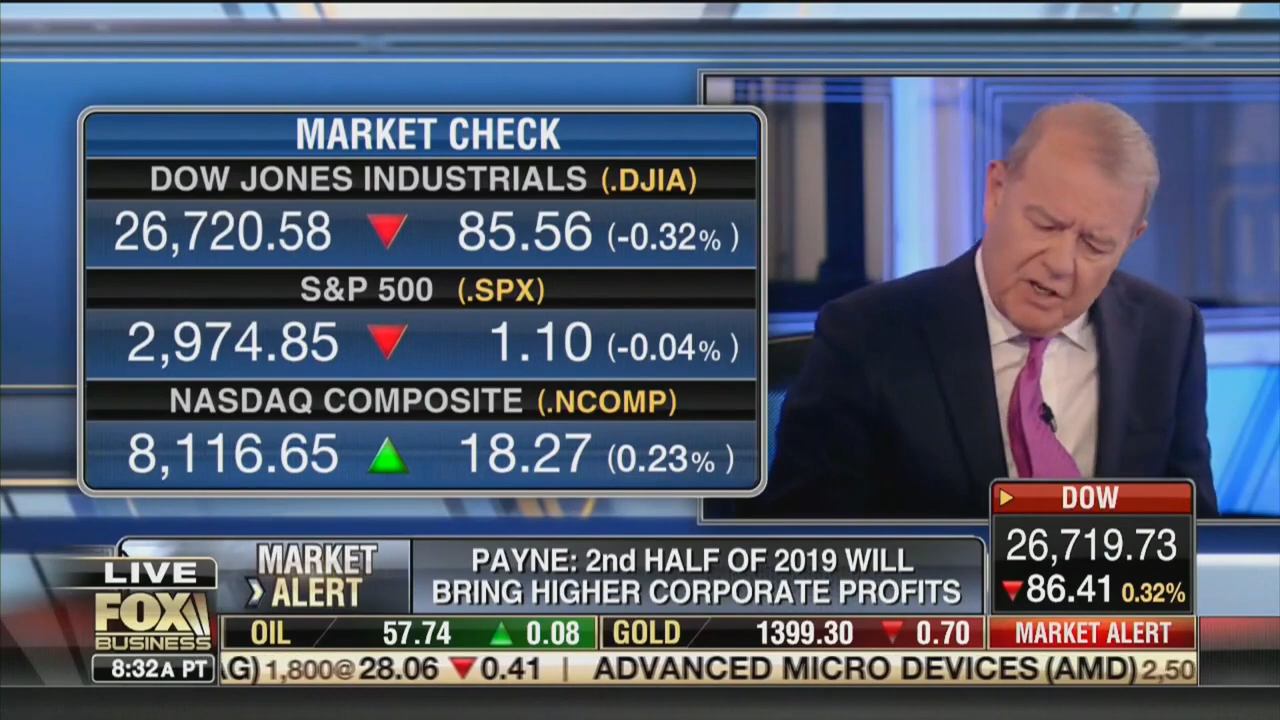 MARKET CHECK
DOW JONES INDUSTRIALS (.DJIA)
26,720.58 ▼ 85.56 (-0.32% )
S&P 500 (.SPX)
2,974.85 ▼ 1.10 (-0.04% )
NASDAQ COMPOSITE (.NCOMP)
8,116.65 ▲ 18.27 (0.23% )
DOW
26,719.73
▼86.41 0.32%
MARKET ALERT
MARKET
ALERT
PAYNE: 2nd HALF OF 2019 WILL
BRING HIGHER CORPORATE PROFITS
LIVE
FOX
BUSINESS
8:32A PT
OIL 57.74 ▲ 0.08
GOLD 1399.30 ▼ 0.70
G) 1,800@28.06 ▼0.41 | ADVANCED MICRO DEVICES (AMD) 2,50